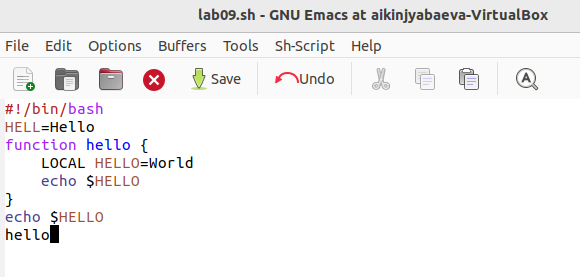 lab09.sh - GNU Emacs at aikinjyabaeva-VirtualBox
File Edit Options Buffers Tools Sh-Script Help
Save Undo
#!/bin/bash
HELL=Hello
function hello {
    LOCAL HELLO=World
    echo $HELLO
}
echo $HELLO
hello